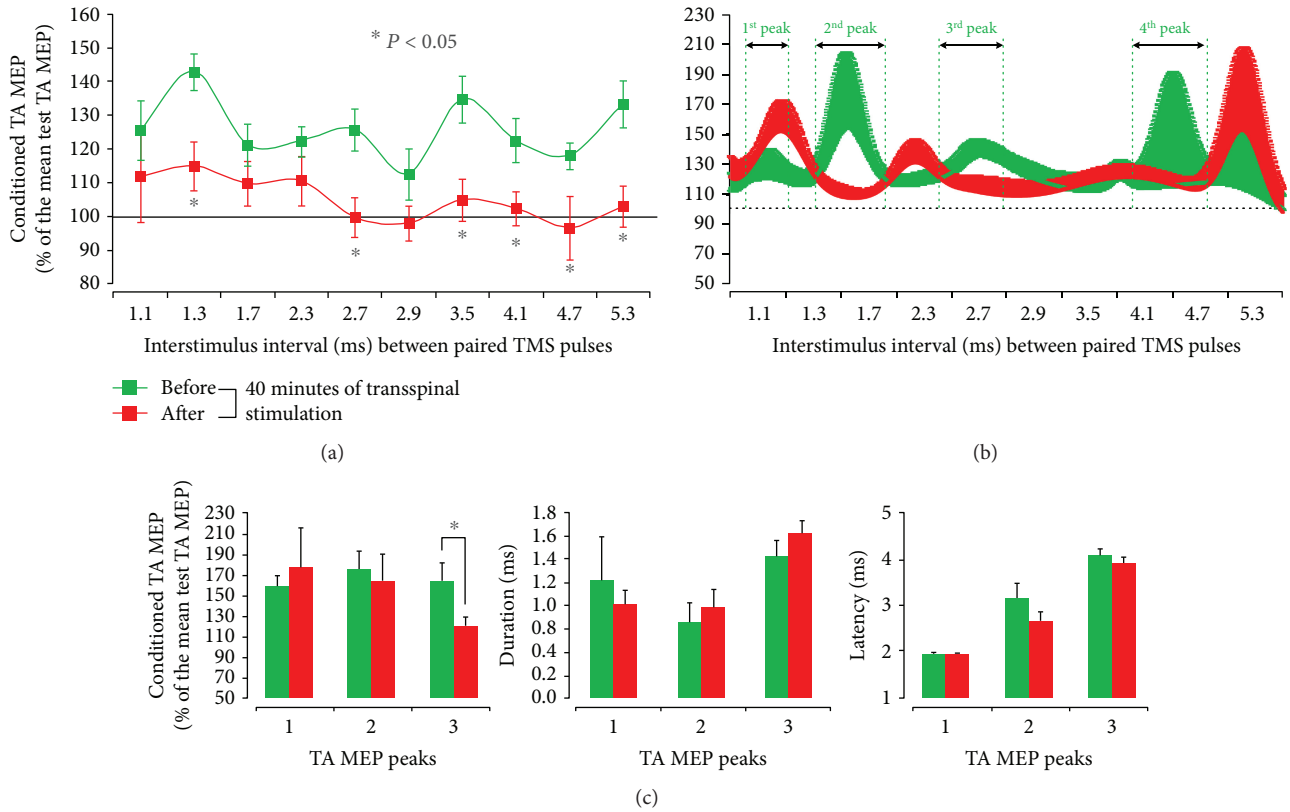 160
150
140
130
120
110
100
90
80
Conditioned TA MEP
(% of the mean test TA MEP)
* P < 0.05
*
*
*
*
*
*
1.1 1.3 1.7 2.3 2.7 2.9 3.5 4.1 4.7 5.3
Interstimulus interval (ms) between paired TMS pulses
Before
After
40 minutes of transspinal
stimulation
(a)
230
210
190
170
150
130
110
90
70
50
1st peak 2nd peak 3rd peak 4th peak
1.1 1.3 1.7 2.3 2.7 2.9 3.5 4.1 4.7 5.3
Interstimulus interval (ms) between paired TMS pulses
(b)
Conditioned TA MEP
(% of the mean test TA MEP)
230
210
190
170
150
130
110
90
70
50
*
1 2 3
TA MEP peaks
Duration (ms)
1.8
1.6
1.4
1.2
1.0
0.8
0.6
0.4
0.2
0.0
1 2 3
TA MEP peaks
Latency (ms)
5
4
3
2
1
1 2 3
TA MEP peaks
(c)